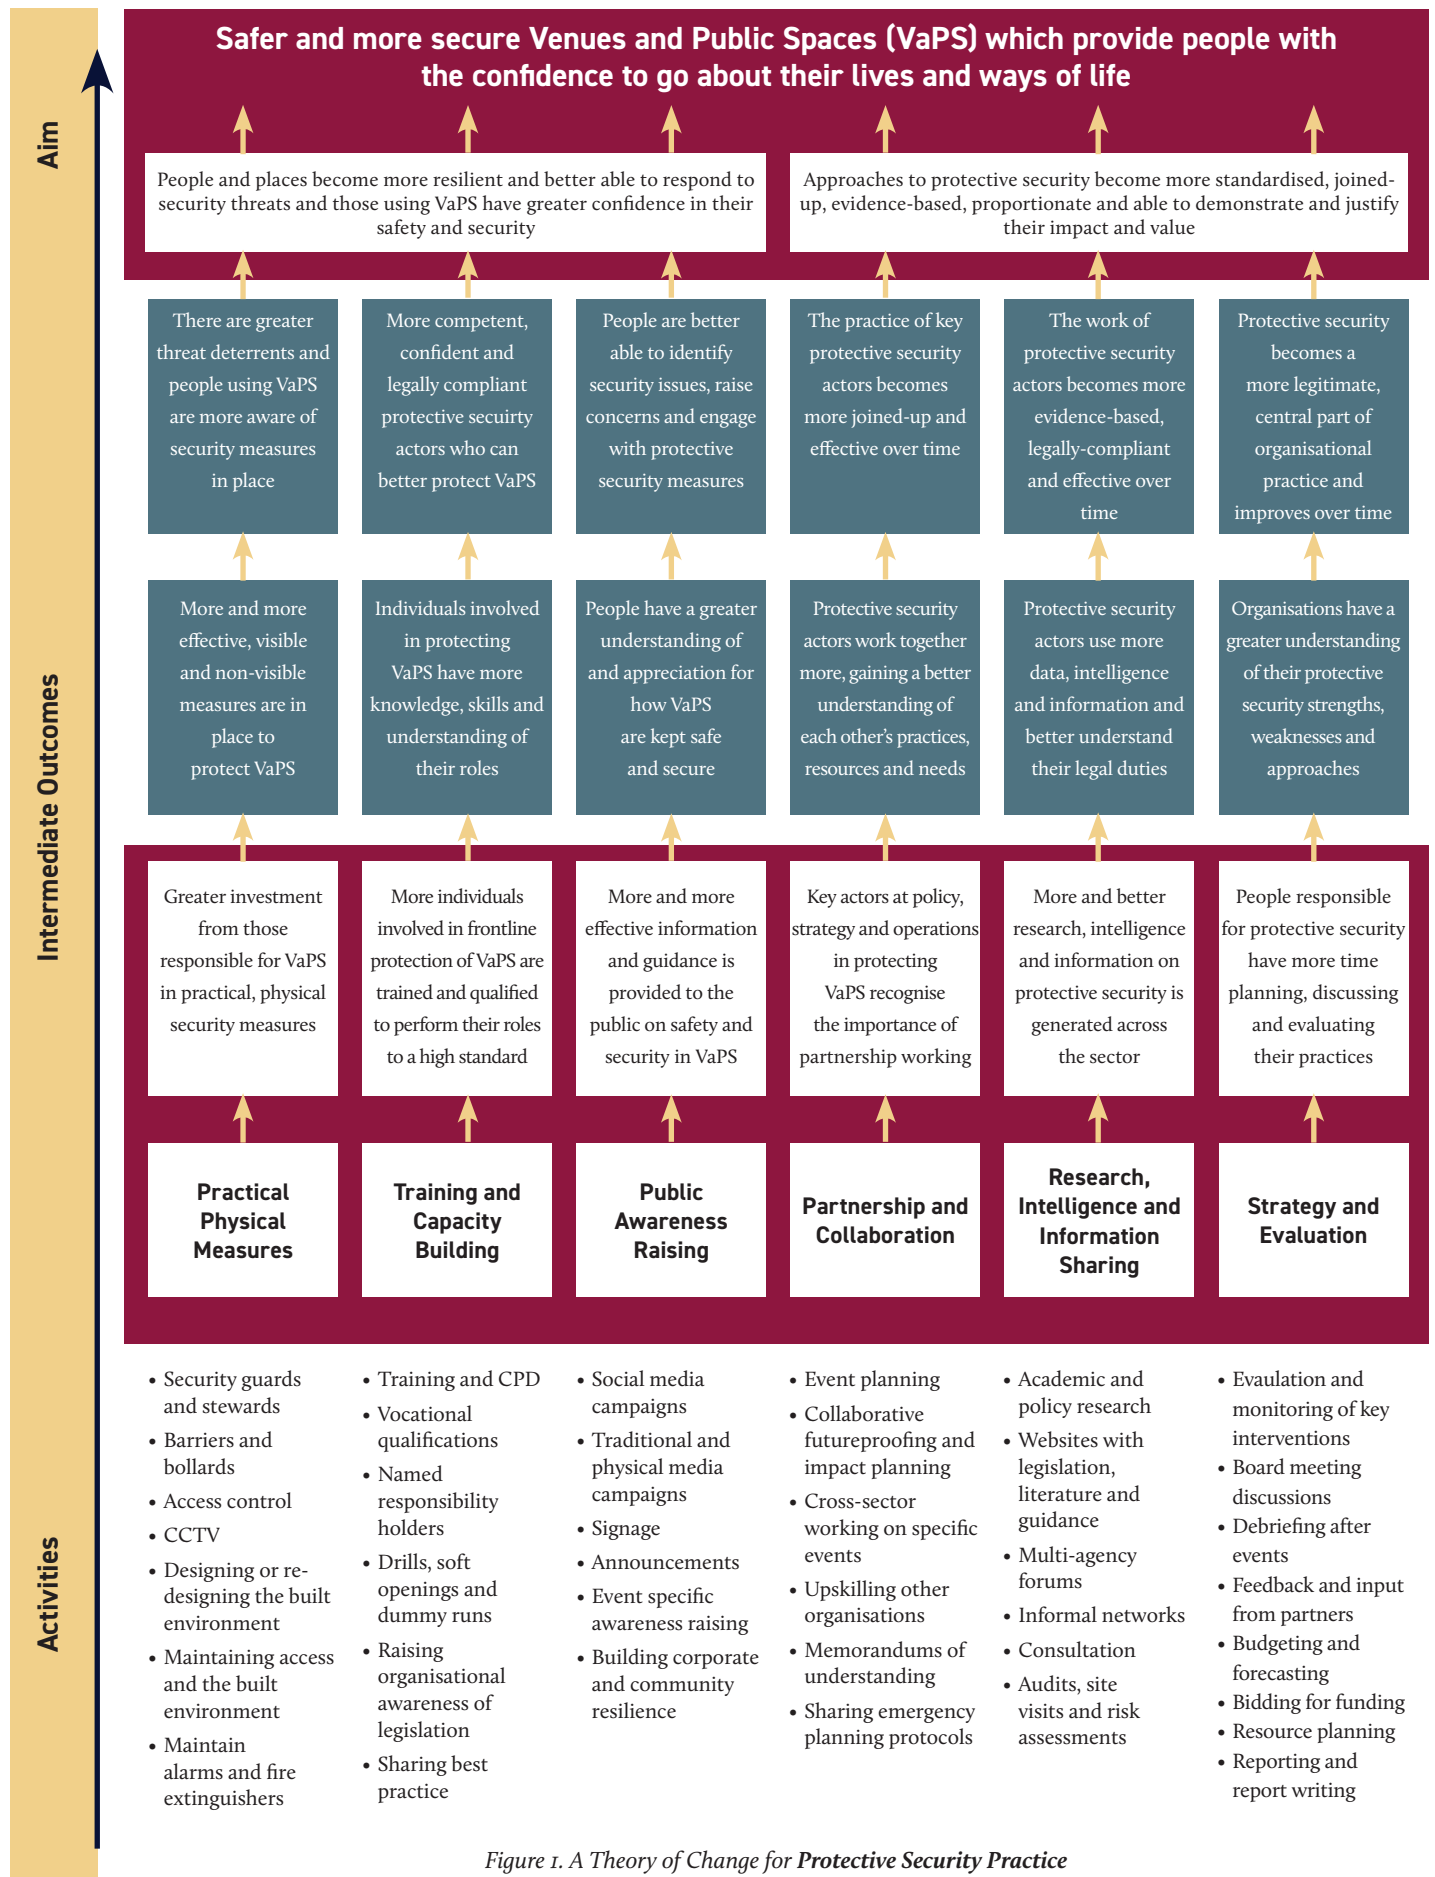 Safer and more secure Venues and Public Spaces (VaPS) which provide people with
the confidence to go about their lives and ways of life
Aim
People and places become more resilient and better able to respond to
security threats and those using VaPS have greater confidence in their
safety and security
Approaches to protective security become more standardised, joined-
up, evidence-based, proportionate and able to demonstrate and justify
their impact and value
Intermediate Outcomes
There are greater
threat deterrents and
people using VaPS
are more aware of
security measures
in place
More competent,
confident and
legally compliant
protective secuirty
actors who can
better protect VaPS
People are better
able to identify
security issues, raise
concerns and engage
with protective
security measures
The practice of key
protective security
actors becomes
more joined-up and
effective over time
The work of
protective security
actors becomes more
evidence-based,
legally-compliant
and effective over
time
Protective security
becomes a
more legitimate,
central part of
organisational
practice and
improves over time
More and more
effective, visible
and non-visible
measures are in
place to
protect VaPS
Individuals involved
in protecting
VaPS have more
knowledge, skills and
understanding of
their roles
People have a greater
understanding of
and appreciation for
how VaPS
are kept safe
and secure
Protective security
actors work together
more, gaining a better
understanding of
each other’s practices,
resources and needs
Protective security
actors use more
data, intelligence
and information and
better understand
their legal duties
Organisations have a
greater understanding
of their protective
security strengths,
weaknesses and
approaches
Greater investment
from those
responsible for VaPS
in practical, physical
security measures
More individuals
involved in frontline
protection of VaPS are
trained and qualified
to perform their roles
to a high standard
More and more
effective information
and guidance is
provided to the
public on safety and
security in VaPS
Key actors at policy,
strategy and operations
in protecting
VaPS recognise
the importance of
partnership working
More and better
research, intelligence
and information on
protective security is
generated across
the sector
People responsible
for protective security
have more time
planning, discussing
and evaluating
their practices
Practical
Physical
Measures
Training and
Capacity
Building
Public
Awareness
Raising
Partnership and
Collaboration
Research,
Intelligence and
Information
Sharing
Strategy and
Evaluation
Activities
• Security guards
and stewards
• Barriers and
bollards
• Access control
• CCTV
• Designing or re-
designing the built
environment
• Maintaining access
and the built
environment
• Maintain
alarms and fire
extinguishers
• Training and CPD
• Vocational
qualifications
• Named
responsibility
holders
• Drills, soft
openings and
dummy runs
• Raising
organisational
awareness of
legislation
• Sharing best
practice
• Social media
campaigns
• Traditional and
physical media
campaigns
• Signage
• Announcements
• Event specific
awareness raising
• Building corporate
and community
resilience
• Event planning
• Collaborative
futureproofing and
impact planning
• Cross-sector
working on specific
events
• Upskilling other
organisations
• Memorandums of
understanding
• Sharing emergency
planning protocols
• Academic and
policy research
• Websites with
legislation,
literature and
guidance
• Multi-agency
forums
• Informal networks
• Consultation
• Audits, site
visits and risk
assessments
• Evaulation and
monitoring of key
interventions
• Board meeting
discussions
• Debriefing after
events
• Feedback and input
from partners
• Budgeting and
forecasting
• Bidding for funding
• Resource planning
• Reporting and
report writing
Figure 1. A Theory of Change for Protective Security Practice